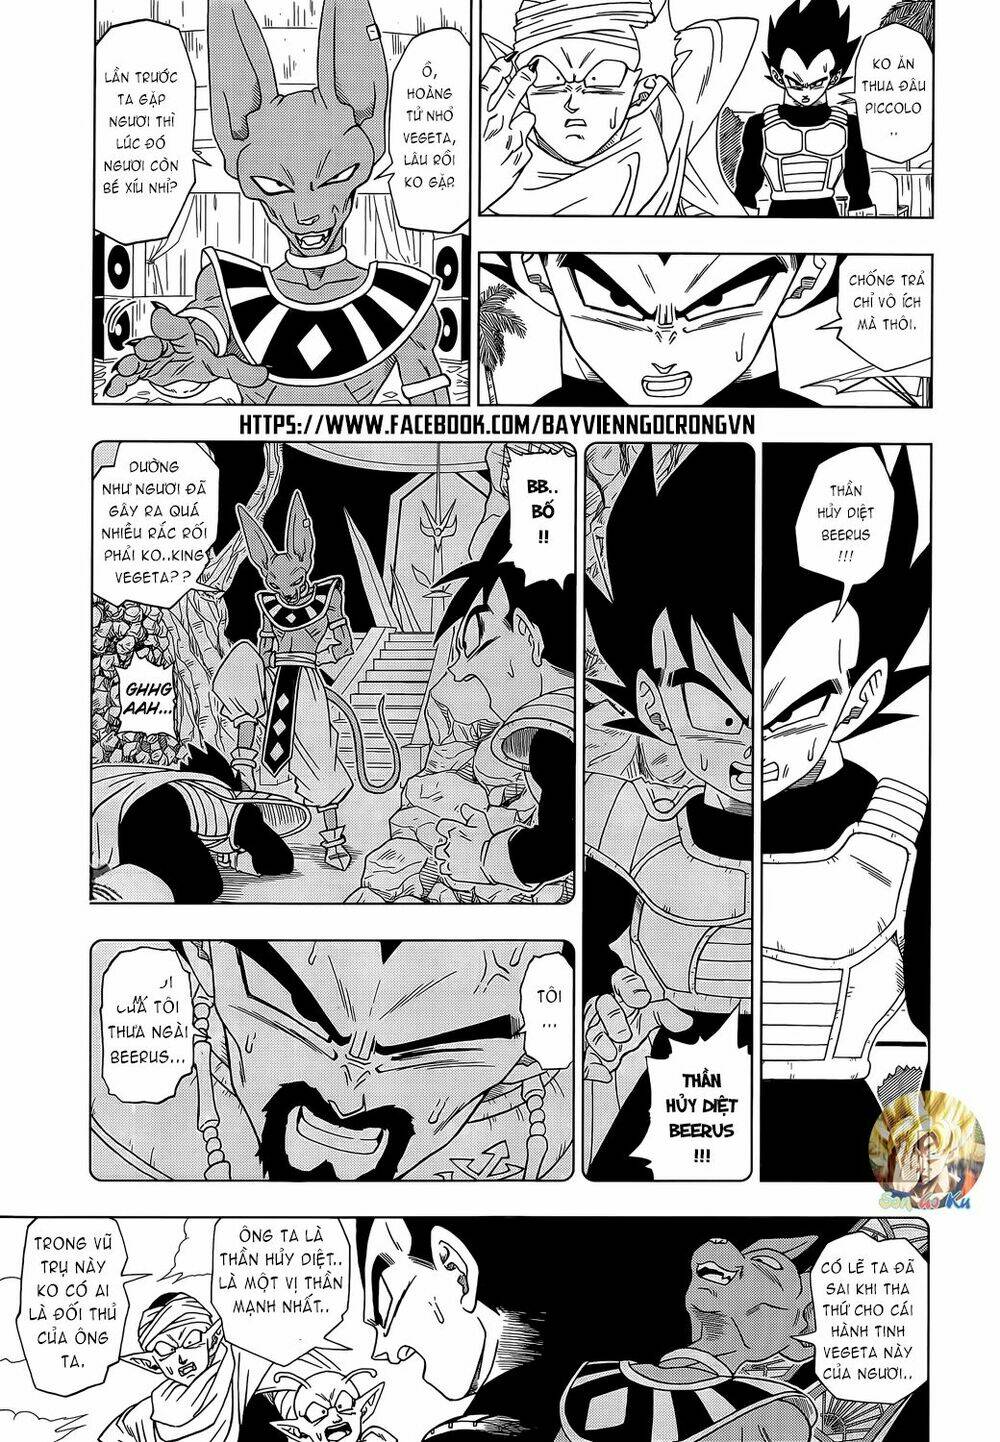 KO ĂN
THUA ĐÂU
PICCOLO
..
Ồ,
HOÀNG
TỬ NHỎ
VEGETA,
LÂU RỒI
KO GẶP.
LẦN TRƯỚC
TA GẶP
NGƯƠI THÌ
LÚC ĐÓ
NGƯƠI CÒN
BÉ XÍU NHỈ?
CHỐNG TRẢ
CHỈ VÔ ÍCH
MÀ THÔI.
HTTPS://WWW.FACEBOOK.COM/BAYVIENNGOCRONGVN
THẦN
HỦY DIỆT
BEERUS
!!!
BB..
BỐ
!!
DƯỜNG
NHƯ NGƯƠI ĐÃ
GÂY RA QUÁ
NHIỀU RẮC RỐI
PHẢI KO..KING
VEGETA??
GHHG
AAH...
THẦN
HỦY DIỆT
BEERUS
!!!
TÔI
...
CỦA TÔI
THƯA NGÀI
BEERUS...
CÓ LẼ TA ĐÃ
SAI KHI THA
THỨ CHO CÁI
HÀNH TINH
VEGETA NÀY
CỦA NGƯƠI..
ÔNG TA LÀ
THẦN HỦY DIỆT..
LÀ MỘT VỊ THẦN
MẠNH NHẤT..
TRONG VŨ
TRỤ NÀY
KO CÓ AI
LÀ ĐỐI THỦ
CỦA ÔNG
TA.
Son Go Ku